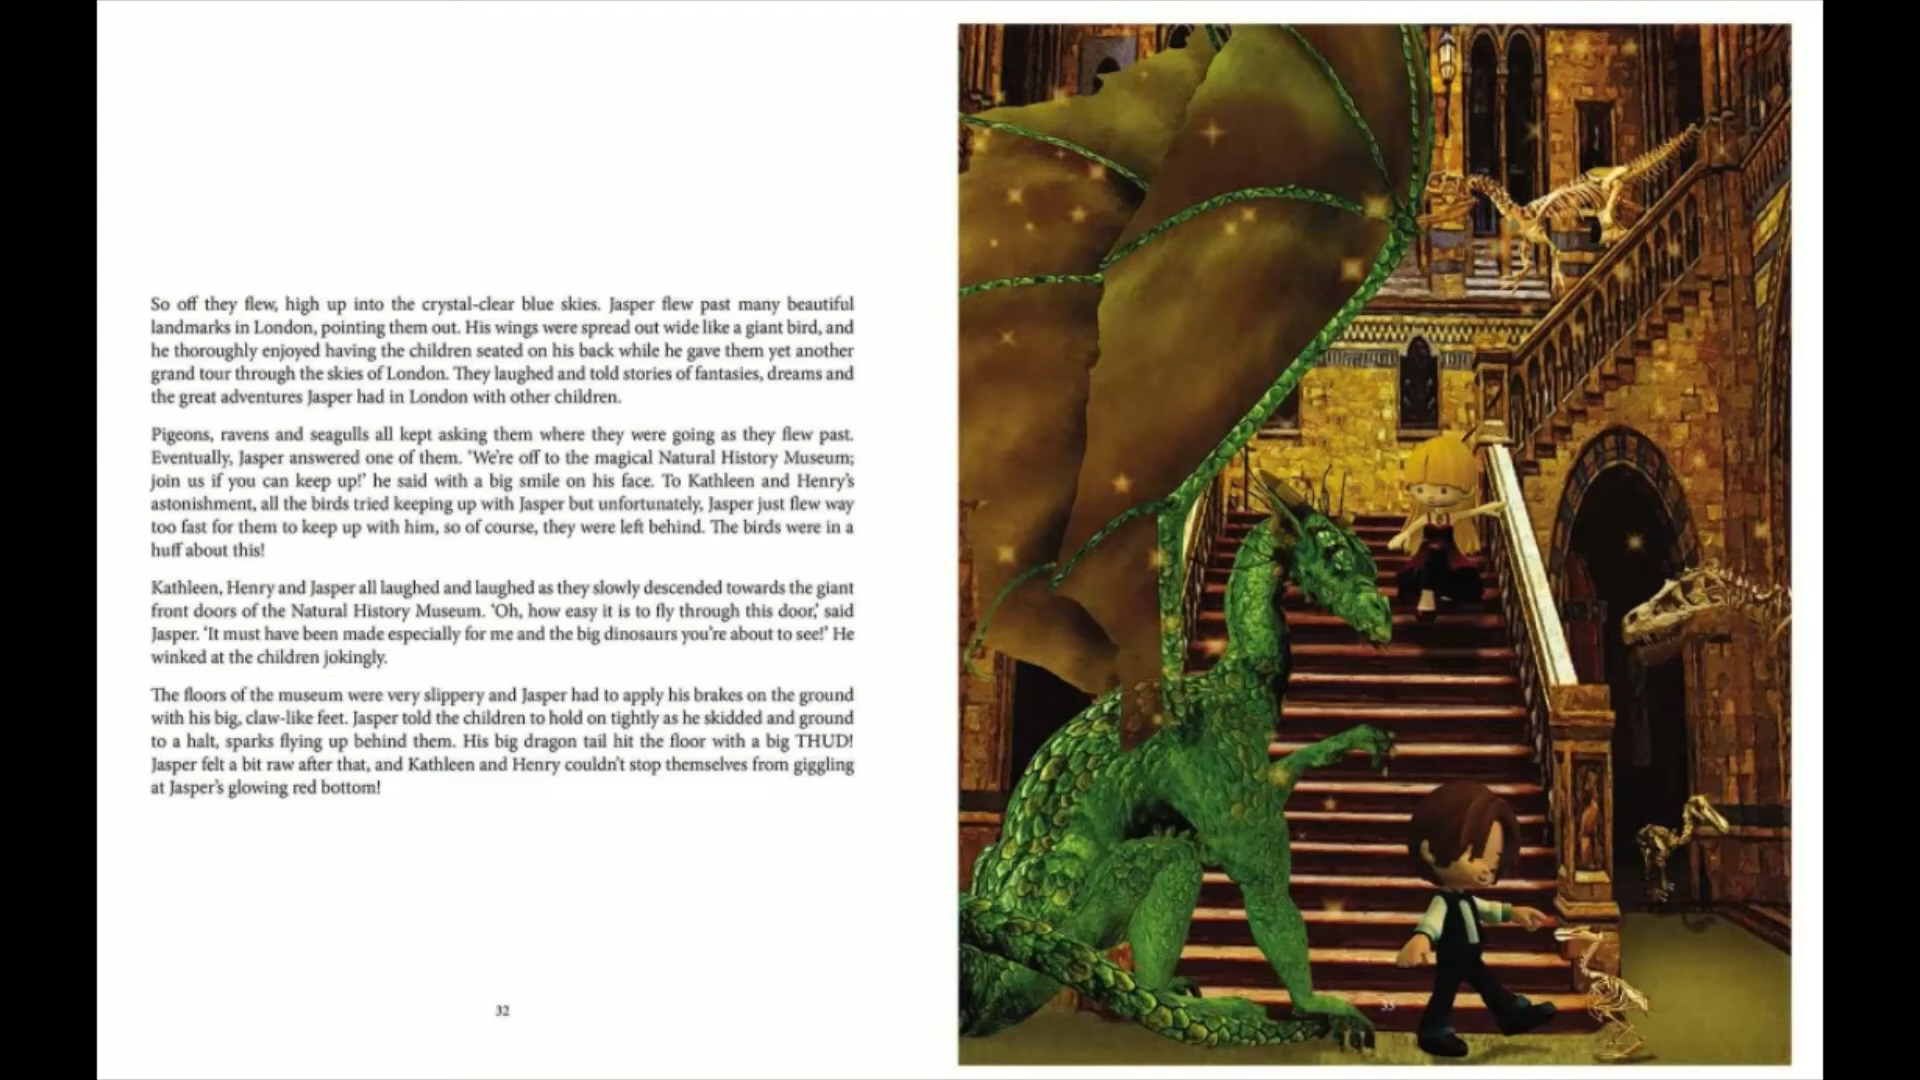 So off they flew, high up into the crystal-clear blue skies. Jasper flew past many beautiful
landmarks in London, pointing them out. His wings were spread out wide like a giant bird, and
he thoroughly enjoyed having the children seated on his back while he gave them yet another
grand tour through the skies of London. They laughed and told stories of fantasies, dreams and
the great adventures Jasper had in London with other children.
Pigeons, ravens and seagulls all kept asking them where they were going as they flew past.
Eventually, Jasper answered one of them. ‘We’re off to the magical Natural History Museum;
join us if you can keep up!’ he said with a big smile on his face. To Kathleen and Henry’s
astonishment, all the birds tried keeping up with Jasper but unfortunately, Jasper just flew way
too fast for them to keep up with him, so of course, they were left behind. The birds were in a
huff about this!
Kathleen, Henry and Jasper all laughed and laughed as they slowly descended towards the giant
front doors of the Natural History Museum. ‘Oh, how easy it is to fly through this door,’ said
Jasper. ‘It must have been made especially for me and the big dinosaurs you’re about to see!’ He
winked at the children jokingly.
The floors of the museum were very slippery and Jasper had to apply his brakes on the ground
with his big, claw-like feet. Jasper told the children to hold on tightly as he skidded and ground
to a halt, sparks flying up behind them. His big dragon tail hit the floor with a big THUD!
Jasper felt a bit raw after that, and Kathleen and Henry couldn’t stop themselves from giggling
at Jasper’s glowing red bottom!
32
33